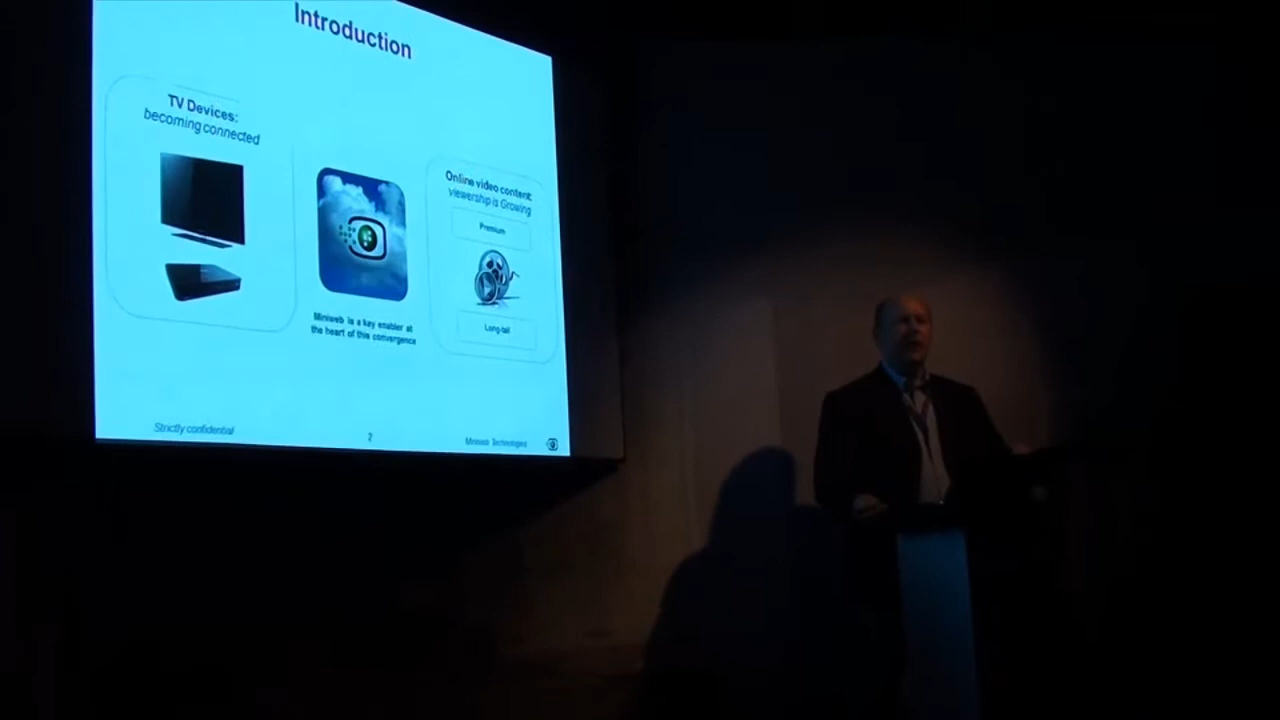 Introduction
TV Devices:
becoming connected
Miniweb is a key enabler at
the heart of this convergence
Online video content:
viewership is Growing
Premium
Long-tail
Strictly confidential
2
Miniweb Technologies